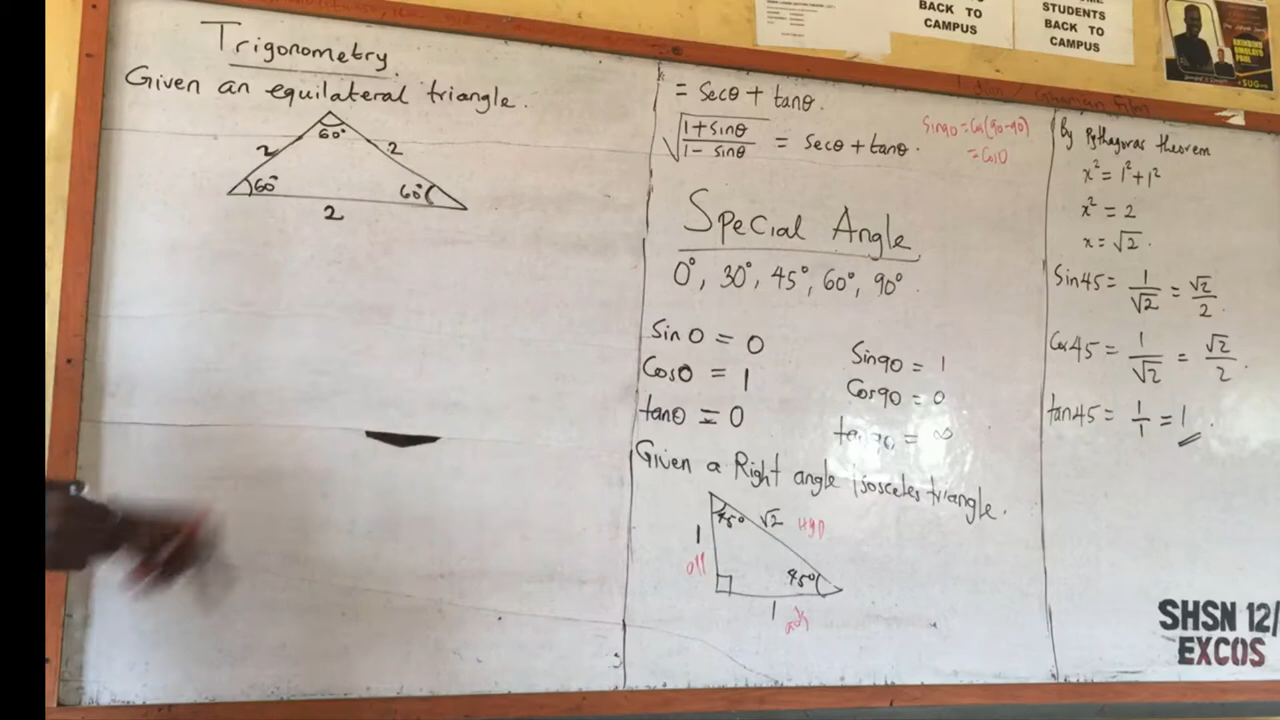 Trigonometry
Given an equilateral triangle.
60°
2
2
60°
60°
2
= secθ + tanθ.
√(1+sinθ / 1- sinθ) = secθ + tanθ.
Sin90 = Cos(90-90)
= Cos0
Special Angle
0°, 30°, 45°, 60°, 90°.
Sin 0 = 0
Cos0 = 1
tan0 = 0
Sin90 = 1
Cos90 = 0
tan90 = ∞
Given a Right angle isosceles triangle.
45°
√2
Hyp
1
45°
1
adj
By Pythagoras theorem
x² = 1² + 1²
x² = 2
x = √2.
Sin45 = 1/√2 = √2/2.
Cos45 = 1/√2 = √2/2.
tan45 = 1/1 = 1.
BACK TO
CAMPUS
STUDENTS
BACK TO
CAMPUS
SHSN 12/
EXCOS